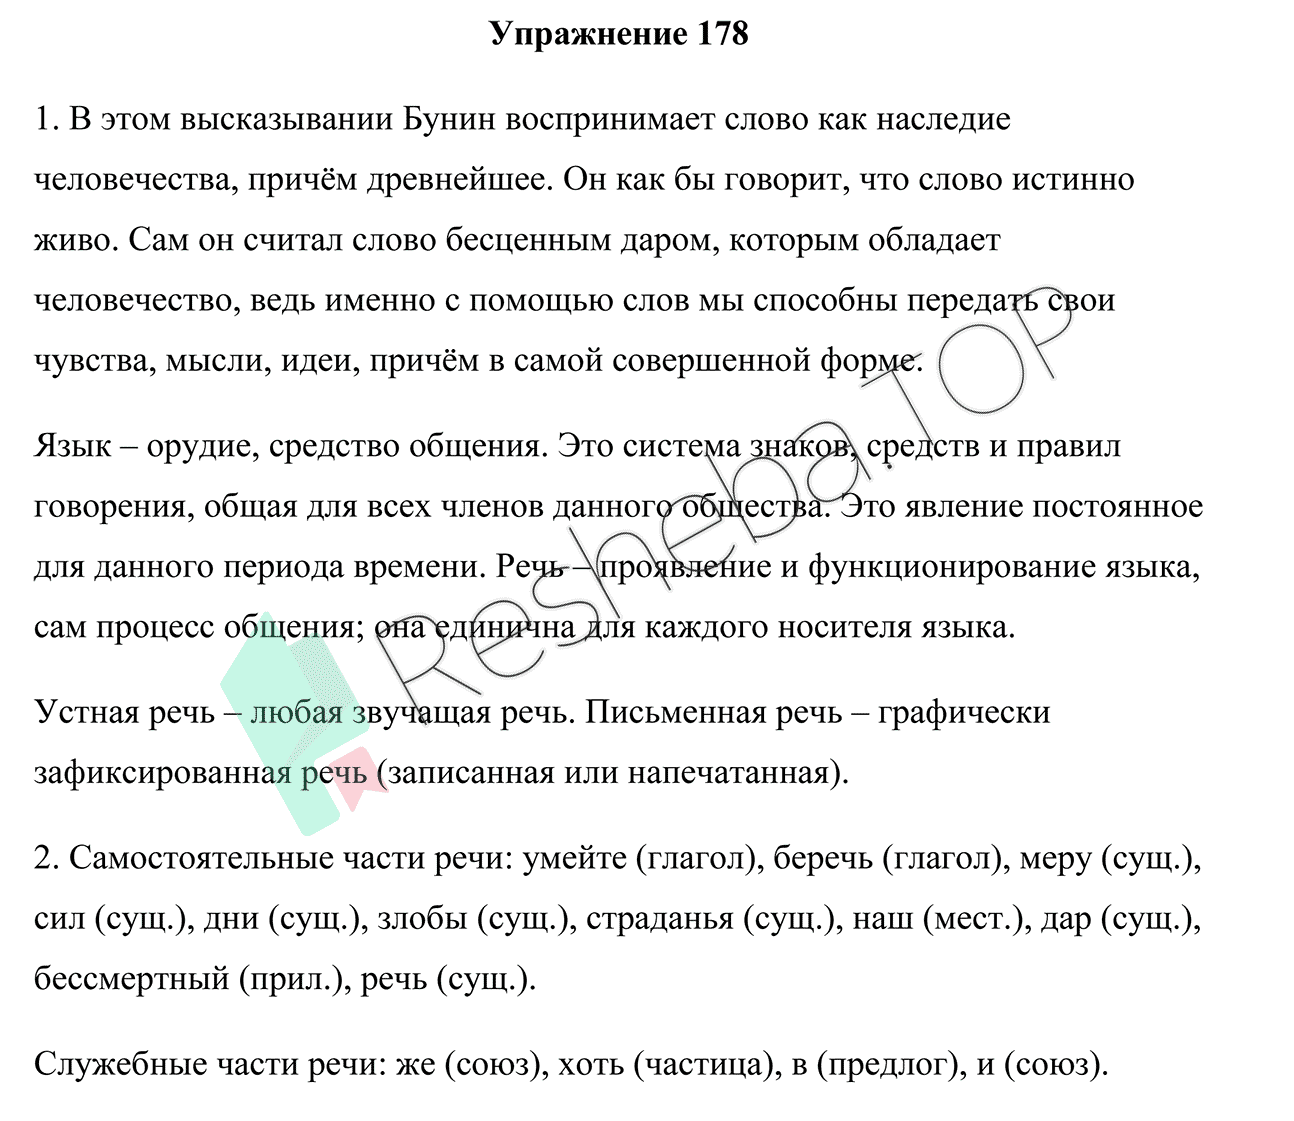 Упражнение 178
1. В этом высказывании Бунин воспринимает слово как наследие
человечества, причём древнейшее. Он как бы говорит, что слово истинно
живо. Сам он считал слово бесценным даром, которым обладает
человечество, ведь именно с помощью слов мы способны передать свои
чувства, мысли, идеи, причём в самой совершенной форме.
Язык – орудие, средство общения. Это система знаков, средств и правил
говорения, общая для всех членов данного общества. Это явление постоянное
для данного периода времени. Речь – проявление и функционирование языка,
сам процесс общения; она единична для каждого носителя языка.
Устная речь – любая звучащая речь. Письменная речь – графически
зафиксированная речь (записанная или напечатанная).
2. Самостоятельные части речи: умейте (глагол), беречь (глагол), меру (сущ.),
сил (сущ.), дни (сущ.), злобы (сущ.), страданья (сущ.), наш (мест.), дар (сущ.),
бессмертный (прил.), речь (сущ.).
Служебные части речи: же (союз), хоть (частица), в (предлог), и (союз).
Resheba.TOP